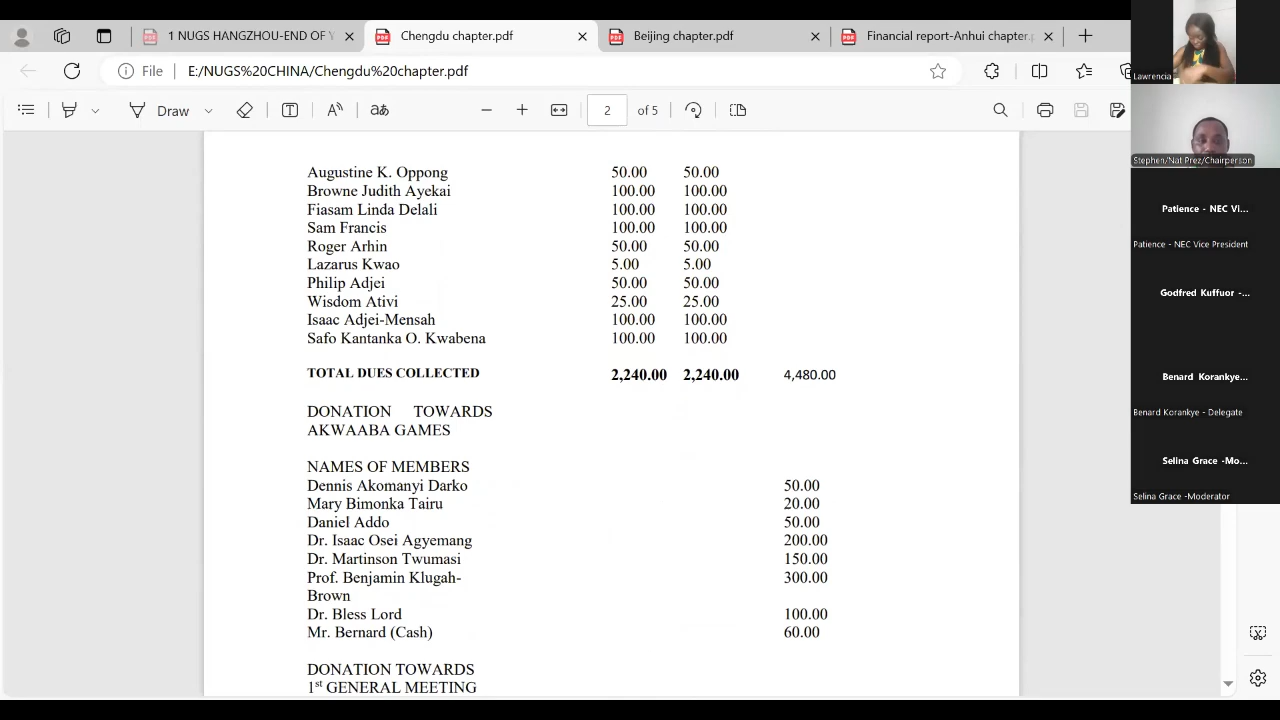 1 NUGS HANGZHOU-END OF Y
Chengdu chapter.pdf
Beijing chapter.pdf
Financial report-Anhui chapter.p
File E:/NUGS%20CHINA/Chengdu%20chapter.pdf
Draw 2 of 5
Augustine K. Oppong 50.00 50.00
Browne Judith Ayekai 100.00 100.00
Fiasam Linda Delali 100.00 100.00
Sam Francis 100.00 100.00
Roger Arhin 50.00 50.00
Lazarus Kwao 5.00 5.00
Philip Adjei 50.00 50.00
Wisdom Ativi 25.00 25.00
Isaac Adjei-Mensah 100.00 100.00
Safo Kantanka O. Kwabena 100.00 100.00
TOTAL DUES COLLECTED 2,240.00 2,240.00 4,480.00
DONATION TOWARDS
AKWAABA GAMES
NAMES OF MEMBERS
Dennis Akomanyi Darko 50.00
Mary Bimonka Tairu 20.00
Daniel Addo 50.00
Dr. Isaac Osei Agyemang 200.00
Dr. Martinson Twumasi 150.00
Prof. Benjamin Klugah- 300.00
Brown
Dr. Bless Lord 100.00
Mr. Bernard (Cash) 60.00
DONATION TOWARDS
1st GENERAL MEETING
Lawrencia
Stephen/Nat Prez/Chairperson
Patience - NEC Vi...
Patience - NEC Vice President
Godfred Kuffuor -...
Benard Korankye...
Benard Korankye - Delegate
Selina Grace -Mo...
Selina Grace -Moderator